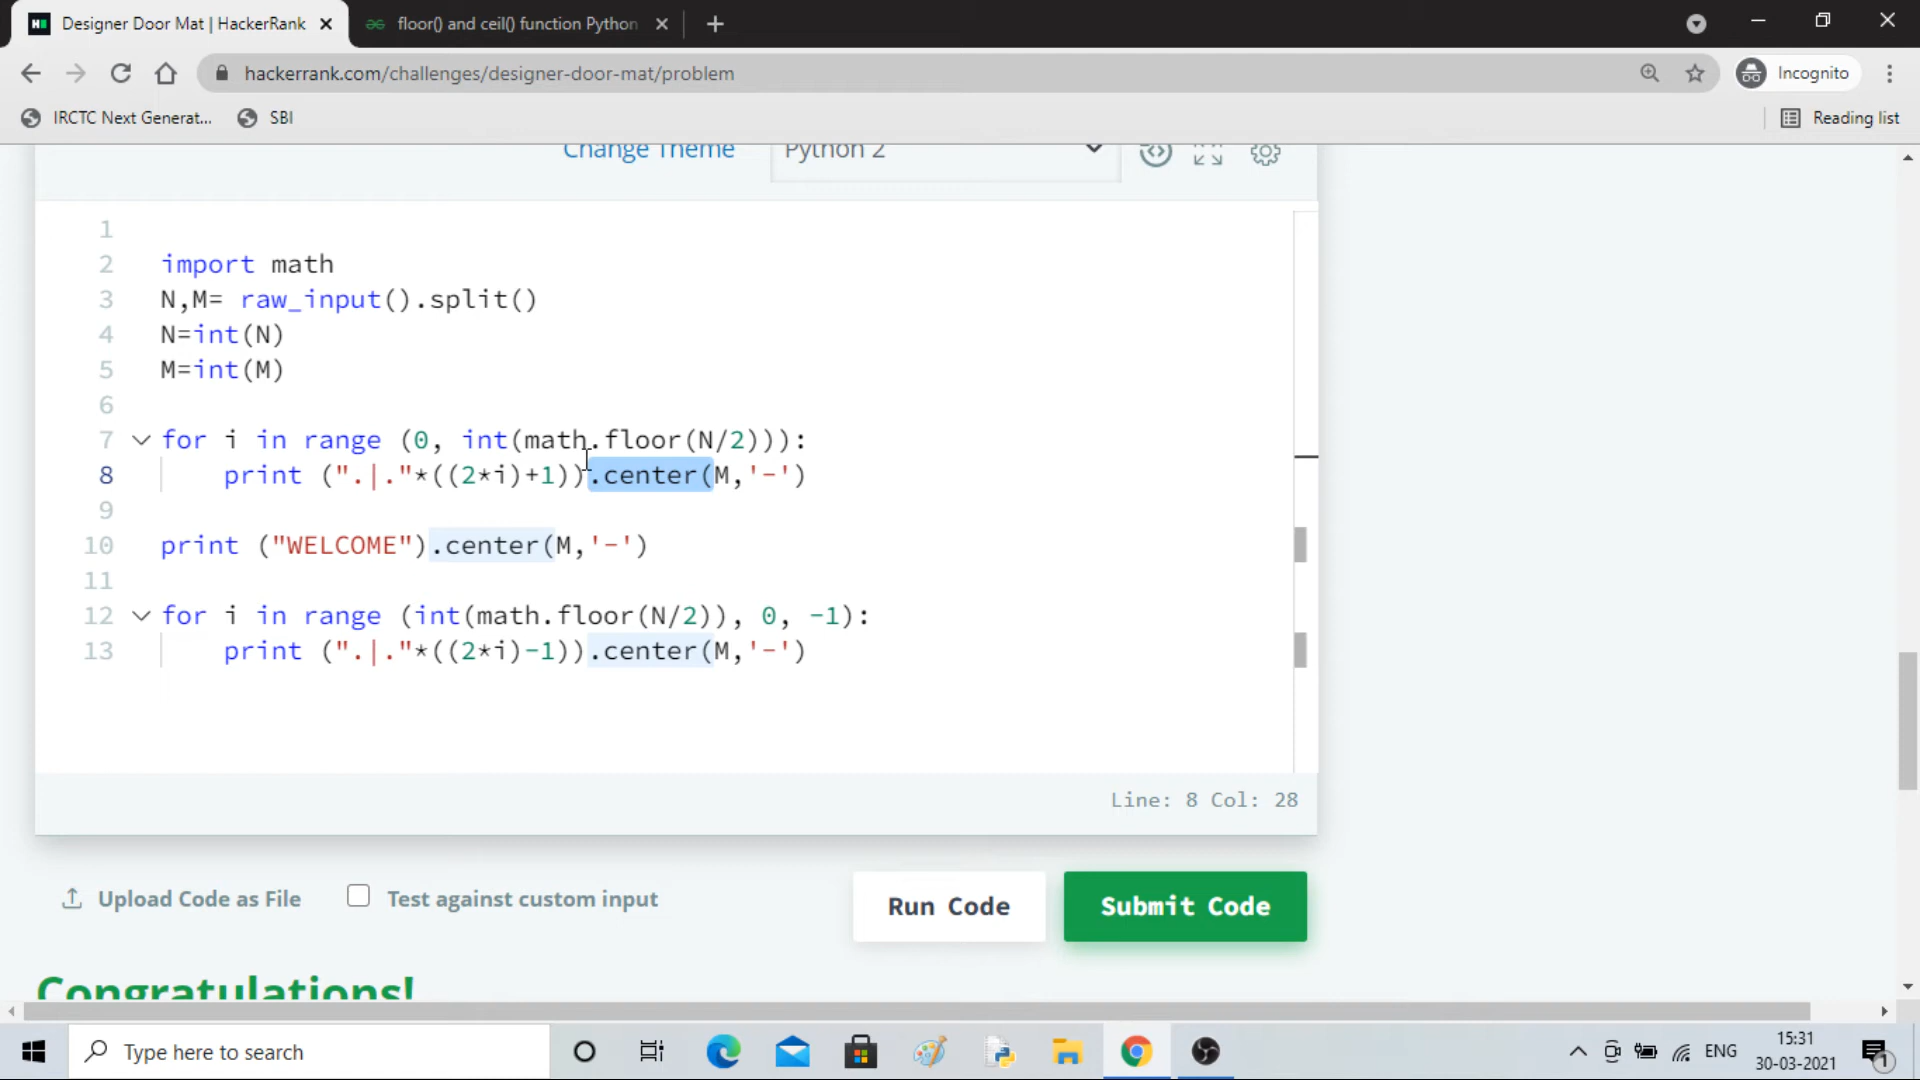 Designer Door Mat | HackerRank
floor() and ceil() function Python
hackerrank.com/challenges/designer-door-mat/problem
Incognito
IRCTC Next Generat...
SBI
Reading list
Change Theme
Python 2
1
2 import math
3 N,M= raw_input().split()
4 N=int(N)
5 M=int(M)
6
7 for i in range (0, int(math.floor(N/2))):
8 print (".|."*((2*i)+1)).center(M,'-')
9
10 print ("WELCOME").center(M,'-')
11
12 for i in range (int(math.floor(N/2)), 0, -1):
13 print (".|."*((2*i)-1)).center(M,'-')
Line: 8 Col: 28
Upload Code as File
Test against custom input
Run Code
Submit Code
Congratulations!
Type here to search
ENG
15:31
30-03-2021
1